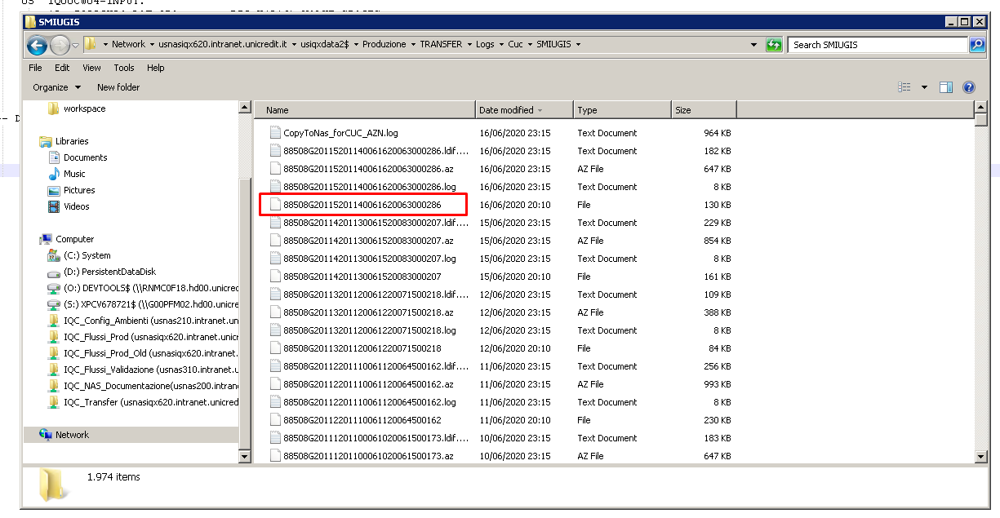 US IQUUCW04-INPUT.
SMIUGIS
Network usnasiqx620.intranet.unicredit.it usiqxdata2$ Produzione TRANSFER Logs Cuc SMIUGIS
Search SMIUGIS
File Edit View Tools Help
Organize New folder
workspace
Libraries
Documents
Music
Pictures
Videos
Computer
(C:) System
(D:) PersistentDataDisk
(O:) DEVTOOLS$ (\\RNMC0F18.hd00.unicred
(S:) XPCV678721$ (\\G00PFM02.hd00.unicre
IQC_Config_Ambienti (usnas210.intranet.un
IQC_Flussi_Prod (usnasiqx620.intranet.unicr
IQC_Flussi_Prod_Old (usnasiqx620.intranet.
IQC_Flussi_Validazione (usnas310.intranet.u
IQC_NAS_Documentazione(usnas200.intran
IQC_Transfer (usnasiqx620.intranet.unicred
Network
Name Date modified Type Size
CopyToNas_forCUC_AZN.log 16/06/2020 23:15 Text Document 964 KB
88508G20115201140061620063000286.ldif.... 16/06/2020 23:15 Text Document 182 KB
88508G20115201140061620063000286.az 16/06/2020 23:15 AZ File 647 KB
88508G20115201140061620063000286.log 16/06/2020 23:15 Text Document 8 KB
88508G20115201140061620063000286 16/06/2020 20:10 File 130 KB
88508G20114201130061520083000207.ldif.... 15/06/2020 23:15 Text Document 229 KB
88508G20114201130061520083000207.az 15/06/2020 23:15 AZ File 854 KB
88508G20114201130061520083000207.log 15/06/2020 23:15 Text Document 8 KB
88508G20114201130061520083000207 15/06/2020 20:10 File 161 KB
88508G20113201120061220071500218.ldif.... 12/06/2020 23:15 Text Document 109 KB
88508G20113201120061220071500218.az 12/06/2020 23:15 AZ File 388 KB
88508G20113201120061220071500218.log 12/06/2020 23:15 Text Document 8 KB
88508G20113201120061220071500218 12/06/2020 20:10 File 84 KB
88508G20112201110061120064500162.ldif.... 11/06/2020 23:15 Text Document 256 KB
88508G20112201110061120064500162.az 11/06/2020 23:15 AZ File 993 KB
88508G20112201110061120064500162.log 11/06/2020 23:15 Text Document 8 KB
88508G20112201110061120064500162 11/06/2020 20:10 File 230 KB
88508G20111201100061020061500173.ldif.... 10/06/2020 23:15 Text Document 183 KB
88508G20111201100061020061500173.az 10/06/2020 23:15 AZ File 647 KB
1.974 items